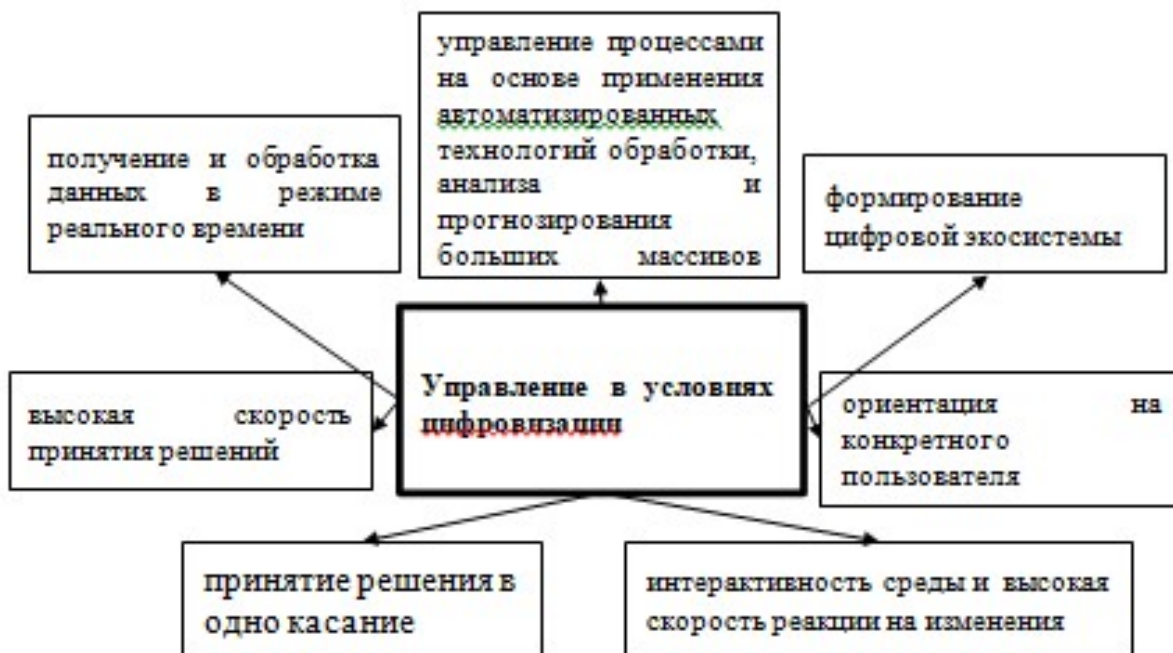 управление процессами
на основе применения
автоматизированных
технологий обработки,
анализа и
прогнозирования
больших массивов
получение и обработка
данных в режиме
реального времени
формирование
цифровой экосистемы
Управление в условиях
цифровизации
высокая скорость
принятия решений
ориентация на
конкретного
пользователя
принятие решения в
одно касание
интерактивность среды и высокая
скорость реакции на изменения